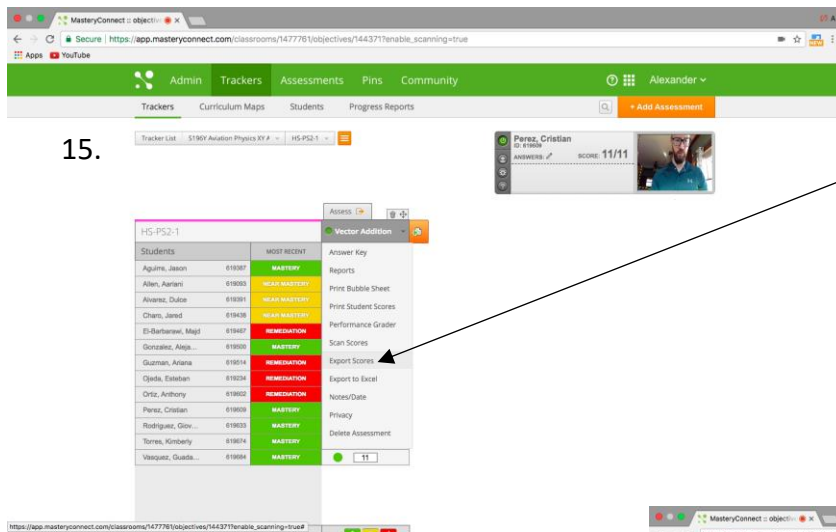 MasteryConnect :: objectiv
A
Secure | https://app.masteryconnect.com/classrooms/1477761/objectives/144371?enable_scanning=true
NEW
Apps YouTube
Admin Trackers Assessments Pins Community Alexander
Trackers Curriculum Maps Students Progress Reports + Add Assessment
15.
Tracker List S196Y Aviation Physics XY A HS-PS2-1
Perez, Cristian
ID: 619609
ANSWERS: SCORE: 11/11
Assess
HS-PS2-1 Vector Addition
Students MOST RECENT
Aguirre, Jason 619387 MASTERY
Allen, Aariani 619093 NEAR MASTERY
Alvarez, Dulce 619391 NEAR MASTERY
Charo, Jared 619438 NEAR MASTERY
El-Barbarawi, Majd 619467 REMEDIATION
Gonzalez, Aleja... 619500 MASTERY
Guzman, Ariana 619514 REMEDIATION
Ojeda, Esteban 619234 REMEDIATION
Ortiz, Anthony 619602 REMEDIATION
Perez, Cristian 619609 MASTERY
Rodriguez, Giov... 619633 MASTERY
Torres, Kimberly 619674 MASTERY
Vasquez, Guada... 619684 MASTERY 11
Answer Key
Reports
Print Bubble Sheet
Print Student Scores
Performance Grader
Scan Scores
Export Scores
Export to Excel
Notes/Date
Privacy
Delete Assessment
https://app.masteryconnect.com/classrooms/1477761/objectives/144371?enable_scanning=true#
MasteryConnect :: objectiv